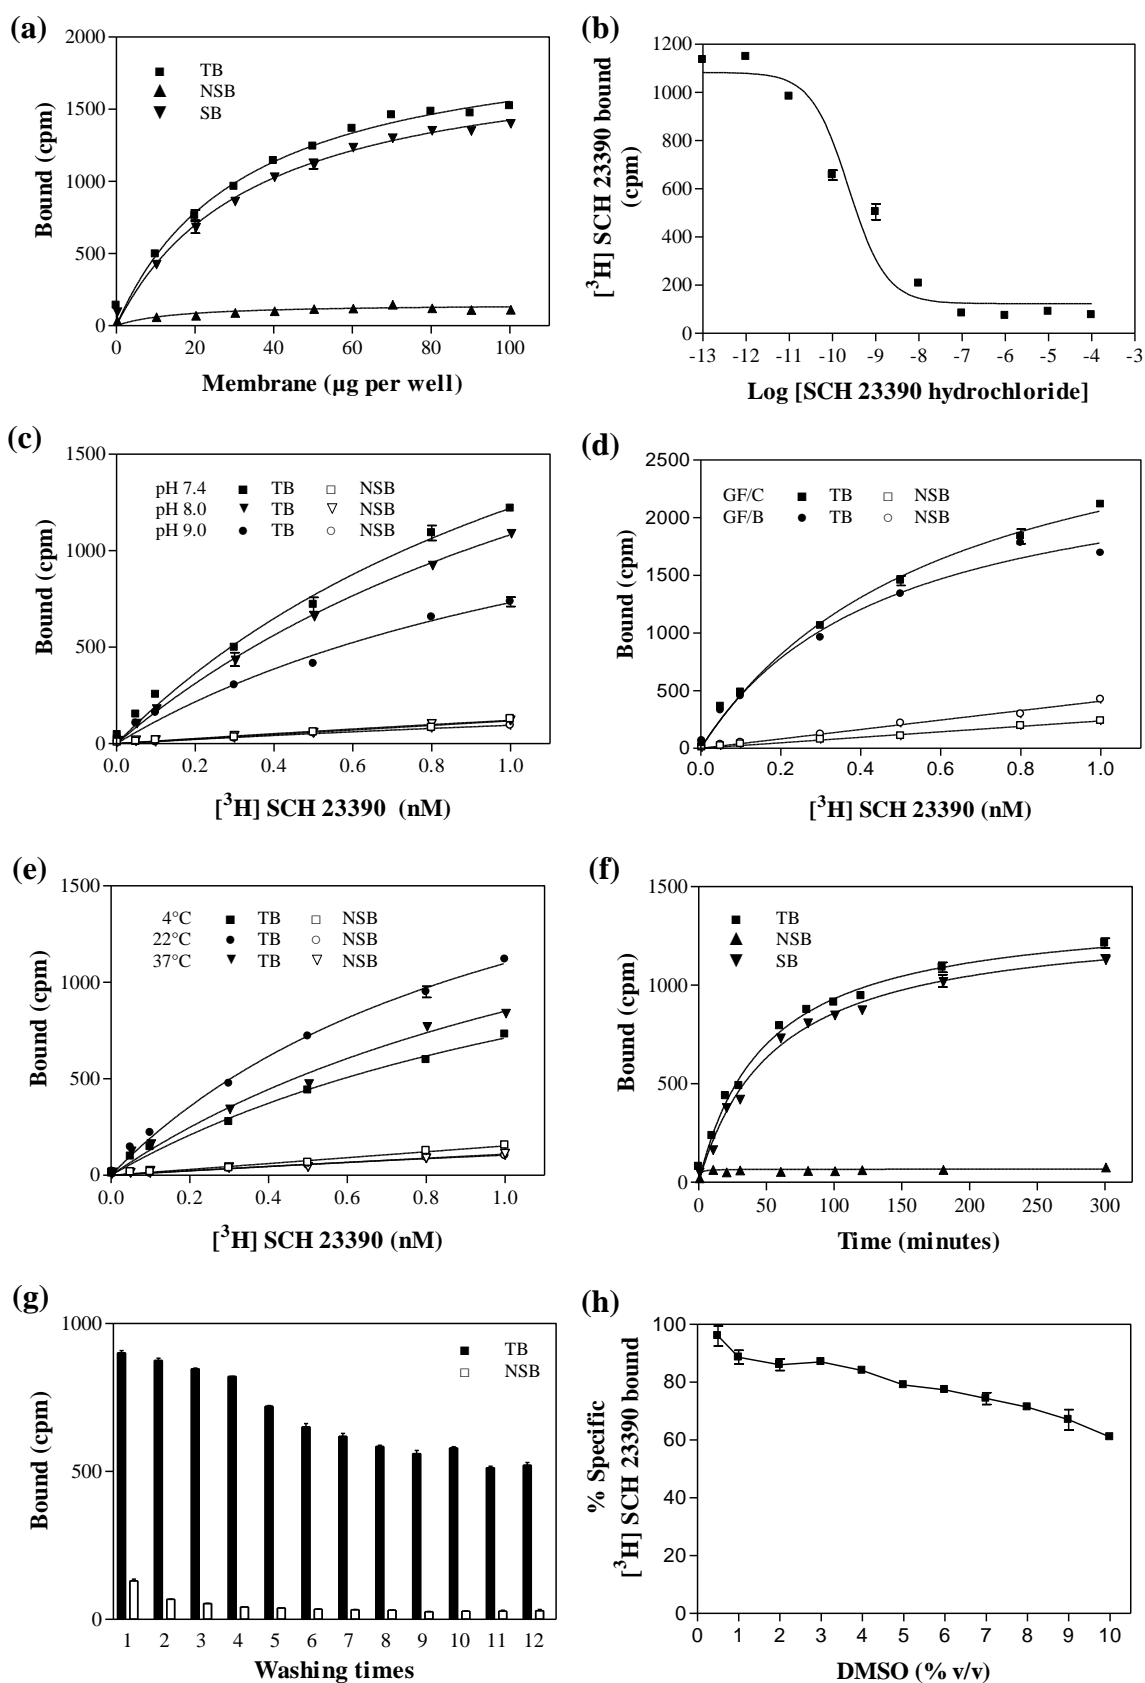 (a)
2000
1500
1000
500
0
Bound (cpm)
TB
NSB
SB
0 20 40 60 80 100
Membrane (µg per well)
(b)
1200
1000
800
600
400
200
0
[³H] SCH 23390 bound
(cpm)
-13 -12 -11 -10 -9 -8 -7 -6 -5 -4 -3
Log [SCH 23390 hydrochloride]
(c)
1500
1000
500
0
Bound (cpm)
pH 7.4 TB NSB
pH 8.0 TB NSB
pH 9.0 TB NSB
0.0 0.2 0.4 0.6 0.8 1.0
[³H] SCH 23390 (nM)
(d)
2500
2000
1500
1000
500
0
Bound (cpm)
GF/C TB NSB
GF/B TB NSB
0.0 0.2 0.4 0.6 0.8 1.0
[³H] SCH 23390 (nM)
(e)
1500
1000
500
0
Bound (cpm)
4°C TB NSB
22°C TB NSB
37°C TB NSB
0.0 0.2 0.4 0.6 0.8 1.0
[³H] SCH 23390 (nM)
(f)
1500
1000
500
0
Bound (cpm)
TB
NSB
SB
0 50 100 150 200 250 300
Time (minutes)
(g)
1000
500
0
Bound (cpm)
TB
NSB
1 2 3 4 5 6 7 8 9 10 11 12
Washing times
(h)
100
80
60
40
20
0
% Specific
[³H] SCH 23390 bound
0 1 2 3 4 5 6 7 8 9 10
DMSO (% v/v)